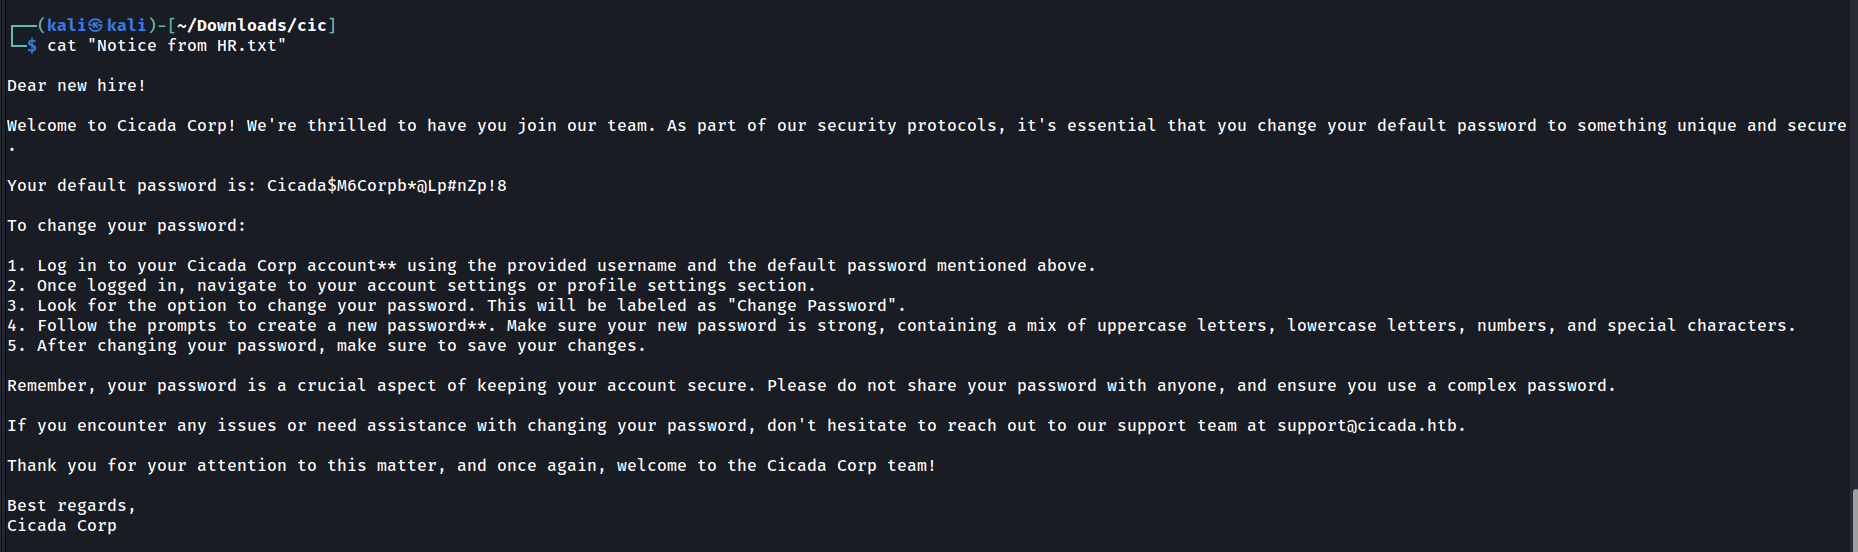 ┌──(kali㉿kali)-[~/Downloads/cic]
└─$ cat "Notice from HR.txt"
Dear new hire!
Welcome to Cicada Corp! We're thrilled to have you join our team. As part of our security protocols, it's essential that you change your default password to something unique and secure
.
Your default password is: Cicada$M6Corpb*@Lp#nZp!8
To change your password:
1. Log in to your Cicada Corp account** using the provided username and the default password mentioned above.
2. Once logged in, navigate to your account settings or profile settings section.
3. Look for the option to change your password. This will be labeled as "Change Password".
4. Follow the prompts to create a new password**. Make sure your new password is strong, containing a mix of uppercase letters, lowercase letters, numbers, and special characters.
5. After changing your password, make sure to save your changes.
Remember, your password is a crucial aspect of keeping your account secure. Please do not share your password with anyone, and ensure you use a complex password.
If you encounter any issues or need assistance with changing your password, don't hesitate to reach out to our support team at support@cicada.htb.
Thank you for your attention to this matter, and once again, welcome to the Cicada Corp team!
Best regards,
Cicada Corp